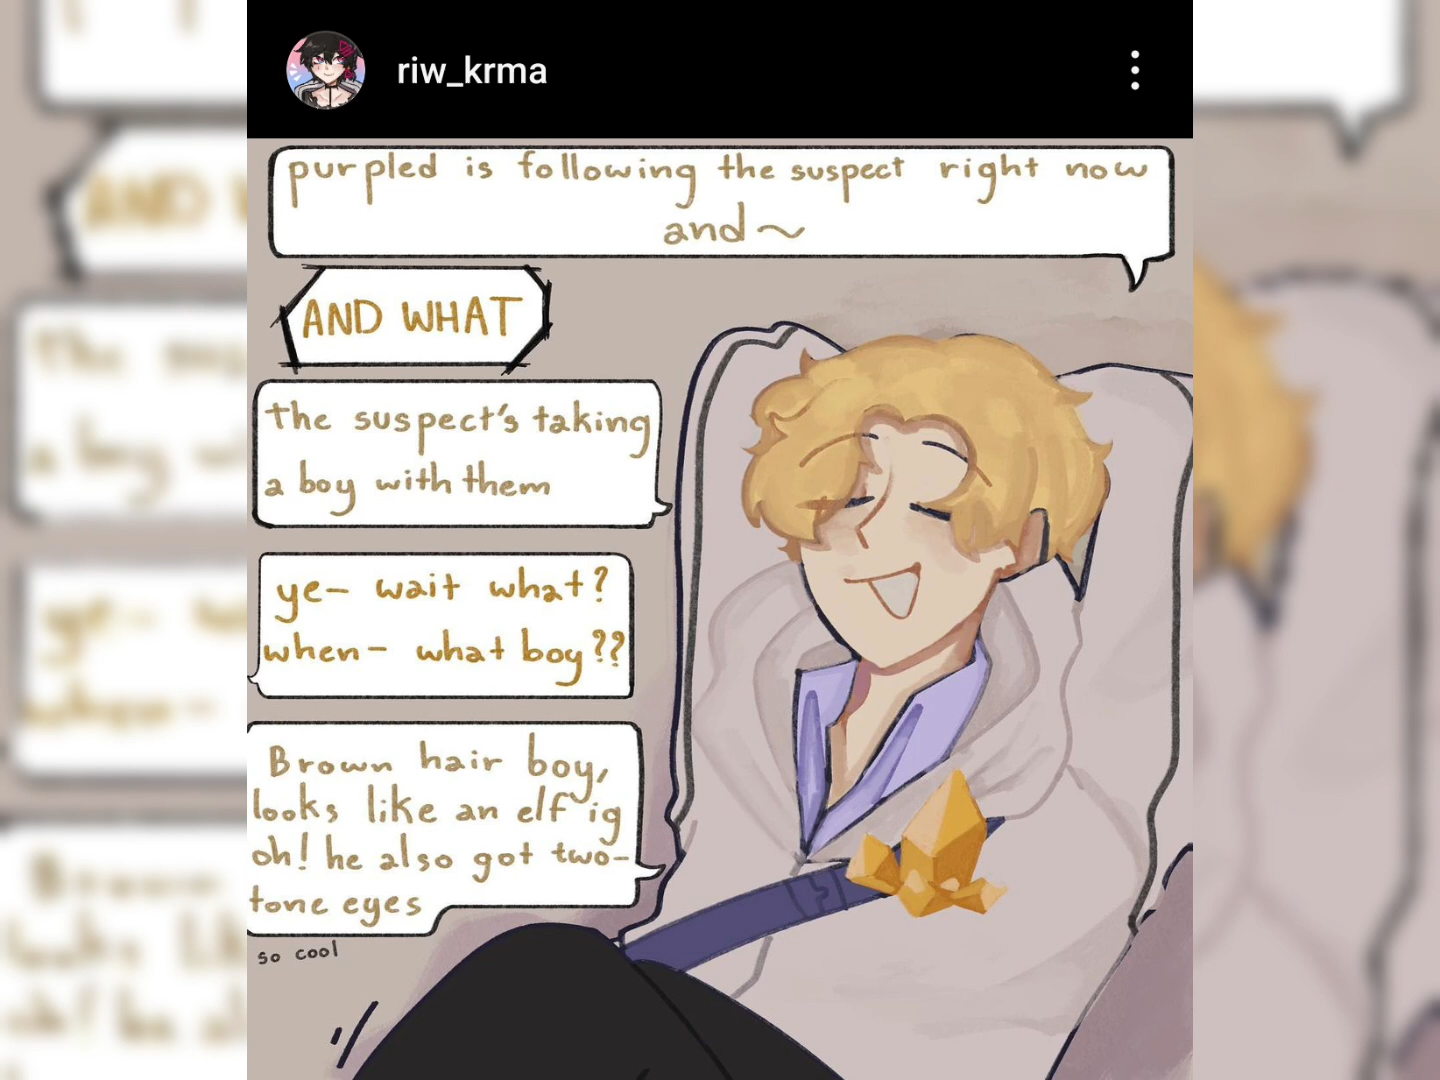 riw_krma
purpled is following the suspect right now
and~
AND WHAT
the suspect's taking
a boy with them
ye- wait what?
when- what boy??
Brown hair boy,
looks like an elf ig
oh! he also got two-
tone eyes
so cool